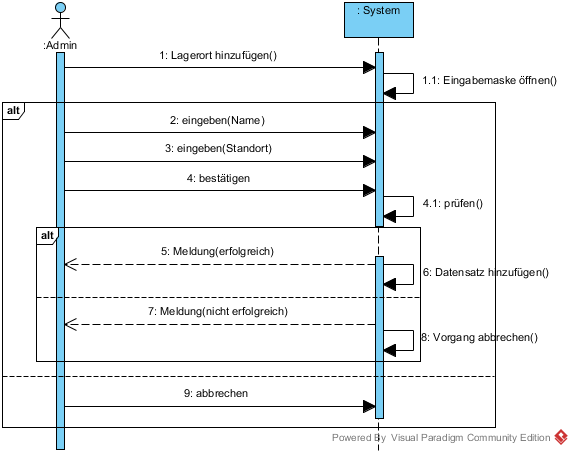 : System
:Admin
1: Lagerort hinzufügen()
1.1: Eingabemaske öffnen()
alt
2: eingeben(Name)
3: eingeben(Standort)
4: bestätigen
4.1: prüfen()
alt
5: Meldung(erfolgreich)
6: Datensatz hinzufügen()
7: Meldung(nicht erfolgreich)
8: Vorgang abbrechen()
9: abbrechen
Powered By Visual Paradigm Community Edition